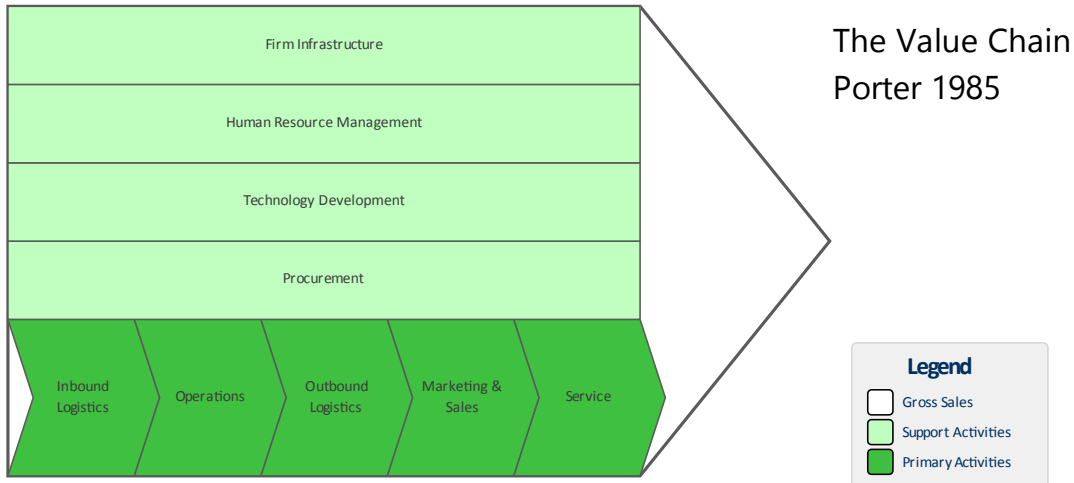 The Value Chain
Porter 1985
Firm Infrastructure
Human Resource Management
Technology Development
Procurement
Inbound
Logistics
Operations
Outbound
Logistics
Marketing &
Sales
Service
Legend
Gross Sales
Support Activities
Primary Activities